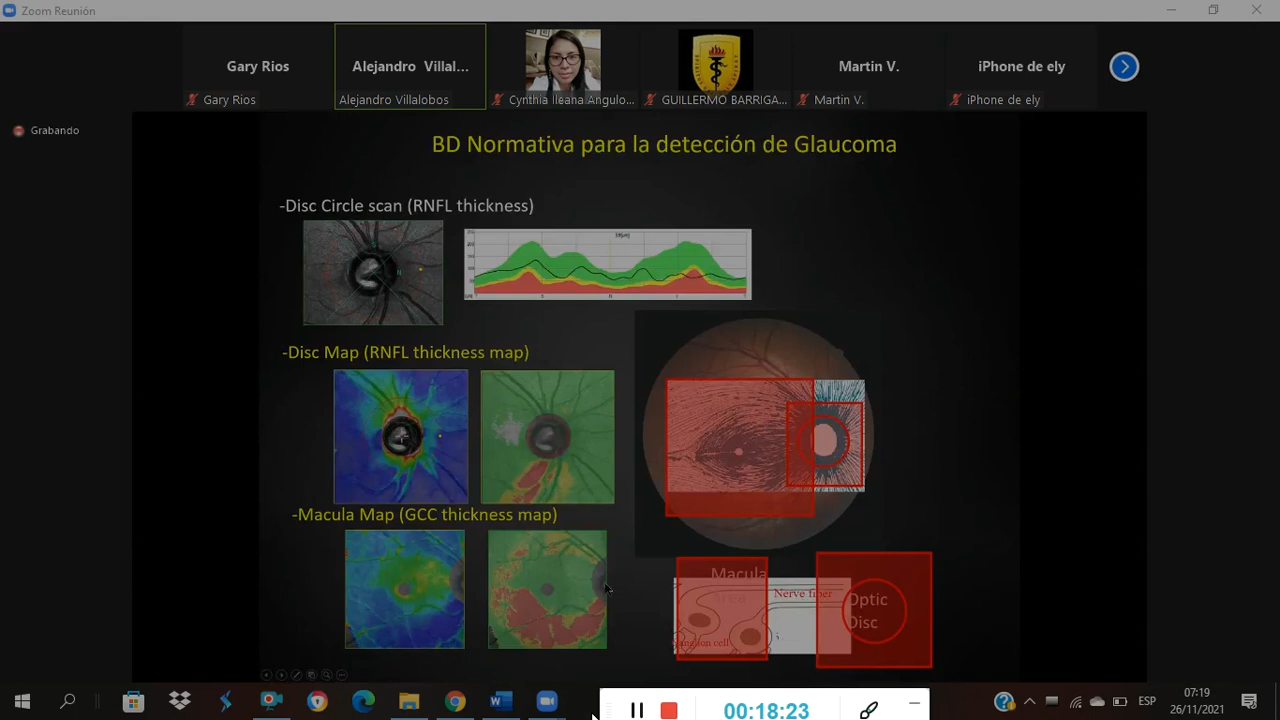 Zoom Reunión
Gary Rios
Alejandro Villal...
Martin V.
iPhone de ely
Gary Rios
Alejandro Villalobos
Cynthia Ileana Angulo...
GUILLERMO BARRIGA...
Martin V.
iPhone de ely
Grabando
BD Normativa para la detección de Glaucoma
-Disc Circle scan (RNFL thickness)
-Disc Map (RNFL thickness map)
-Macula Map (GCC thickness map)
Macula
Area
Nerve fiber
Ganglion cell
Optic
Disc
ESP
07:19
26/11/2021
00:18:23